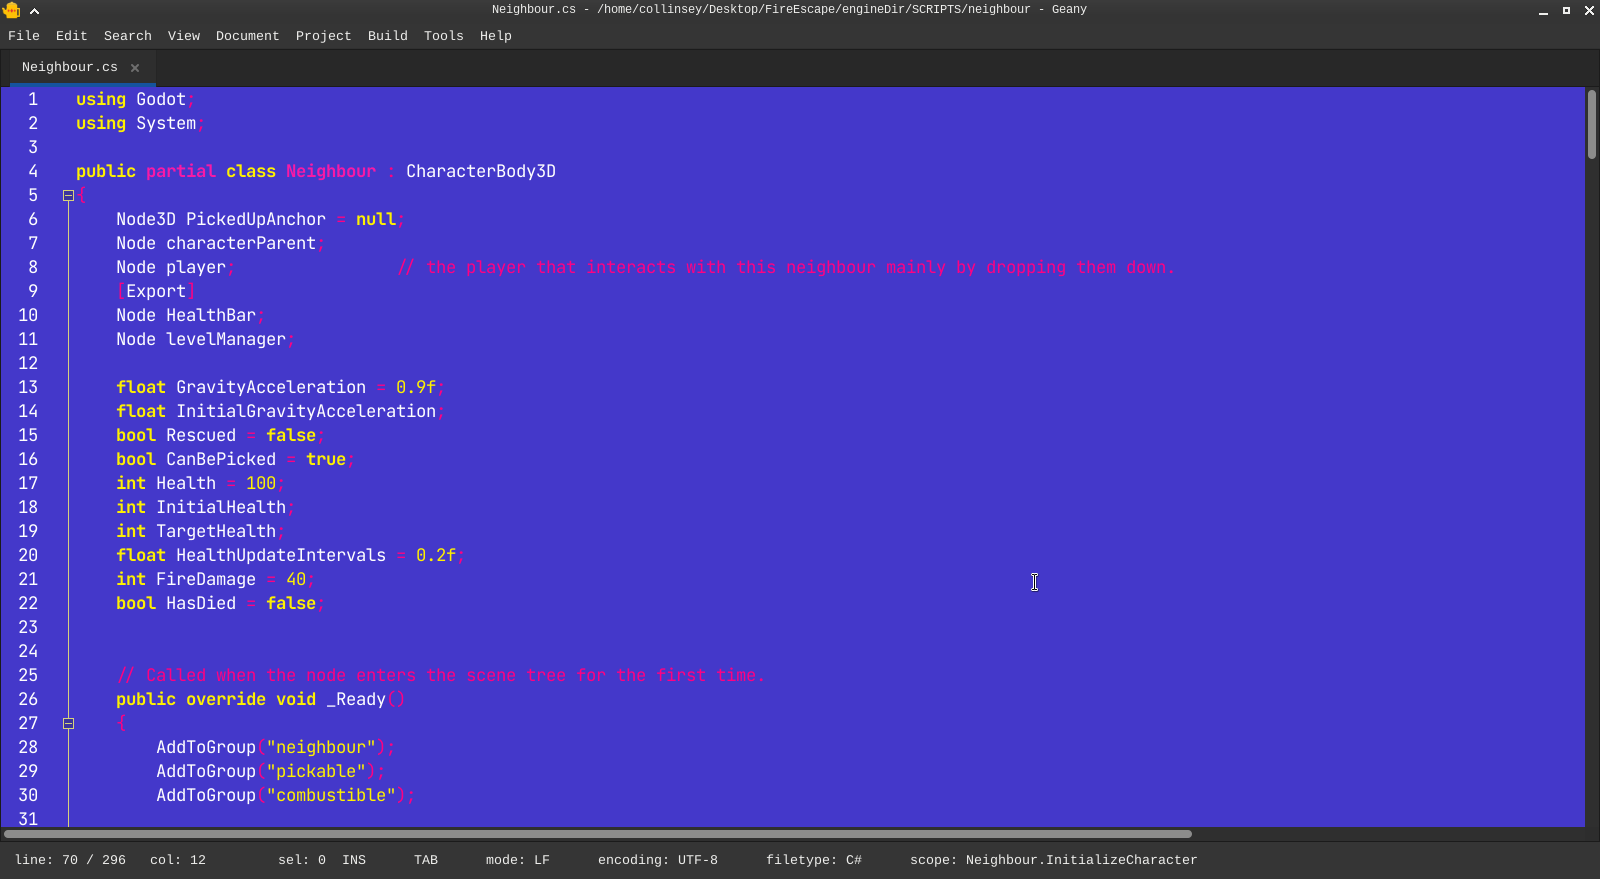 Neighbour.cs - /home/collinsey/Desktop/FireEscape/engineDir/SCRIPTS/neighbour - Geany
File Edit Search View Document Project Build Tools Help
Neighbour.cs ×
1 using Godot;
2 using System;
3
4 public partial class Neighbour : CharacterBody3D
5 {
6     Node3D PickedUpAnchor = null;
7     Node characterParent;
8     Node player;                // the player that interacts with this neighbour mainly by dropping them down.
9     [Export]
10     Node HealthBar;
11     Node levelManager;
12
13     float GravityAcceleration = 0.9f;
14     float InitialGravityAcceleration;
15     bool Rescued = false;
16     bool CanBePicked = true;
17     int Health = 100;
18     int InitialHealth;
19     int TargetHealth;
20     float HealthUpdateIntervals = 0.2f;
21     int FireDamage = 40;
22     bool HasDied = false;
23
24
25     // Called when the node enters the scene tree for the first time.
26     public override void _Ready()
27     {
28         AddToGroup("neighbour");
29         AddToGroup("pickable");
30         AddToGroup("combustible");
31
line: 70 / 296 col: 12 sel: 0 INS TAB mode: LF encoding: UTF-8 filetype: C# scope: Neighbour.InitializeCharacter